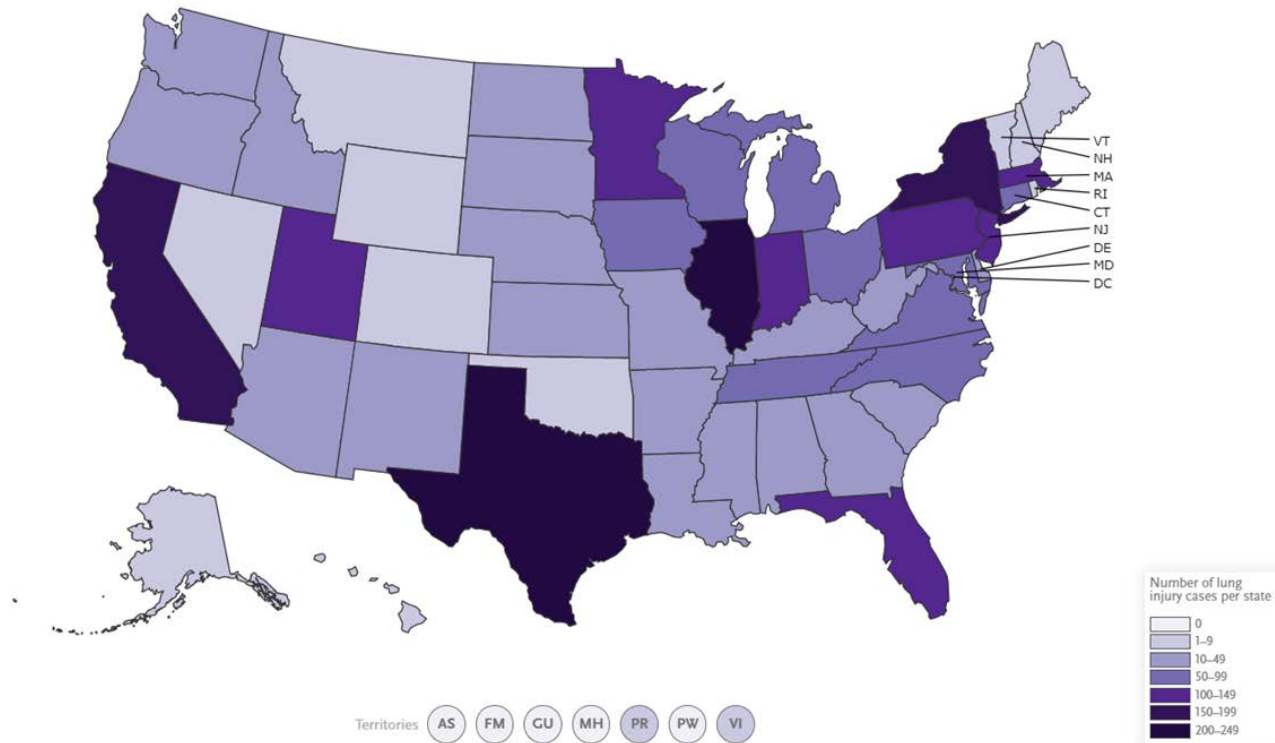 VT
NH
MA
RI
CT
NJ
DE
MD
DC
Number of lung
injury cases per state
0
1–9
10–49
50–99
100–149
150–199
200–249
Territories AS FM GU MH PR PW VI